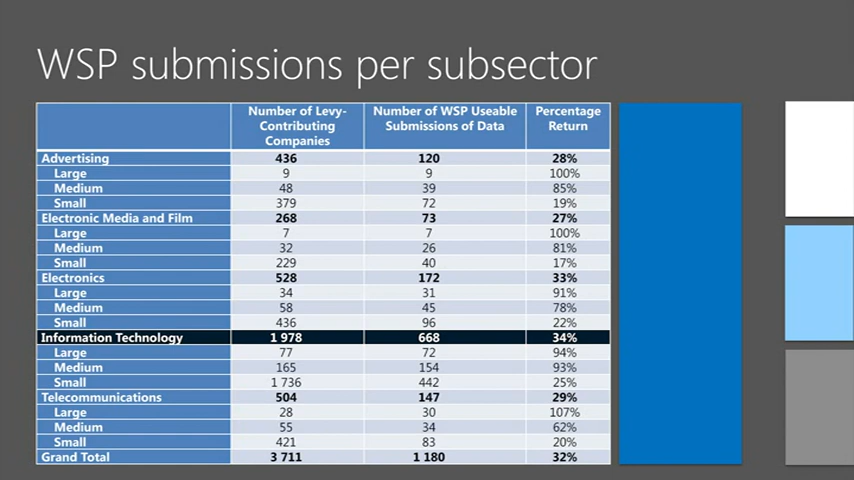 WSP submissions per subsector
Number of Levy-Contributing Companies Number of WSP Useable Submissions of Data Percentage Return
Advertising 436 120 28%
Large 9 9 100%
Medium 48 39 85%
Small 379 72 19%
Electronic Media and Film 268 73 27%
Large 7 7 100%
Medium 32 26 81%
Small 229 40 17%
Electronics 528 172 33%
Large 34 31 91%
Medium 58 45 78%
Small 436 96 22%
Information Technology 1 978 668 34%
Large 77 72 94%
Medium 165 154 93%
Small 1 736 442 25%
Telecommunications 504 147 29%
Large 28 30 107%
Medium 55 34 62%
Small 421 83 20%
Grand Total 3 711 1 180 32%